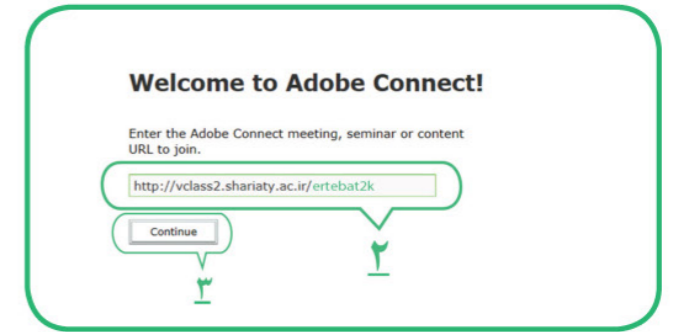 Welcome to Adobe Connect!
Enter the Adobe Connect meeting, seminar or content
URL to join.
http://vclass2.shariaty.ac.ir/ertebat2k
Continue
۲
۳